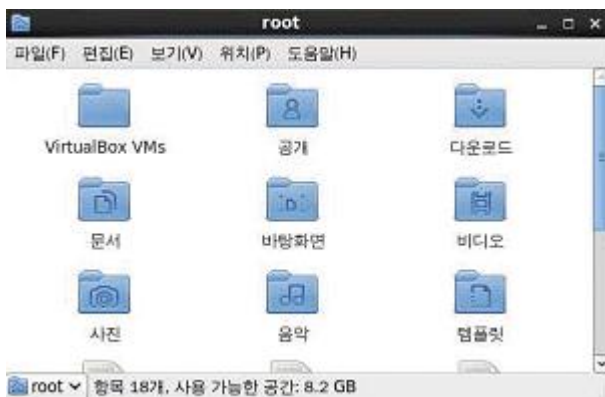 root
파일(F) 편집(E) 보기(V) 위치(P) 도움말(H)
VirtualBox VMs 공개 다운로드
문서 바탕화면 비디오
사진 음악 템플릿
root 항목 18개, 사용 가능한 공간: 8.2 GB